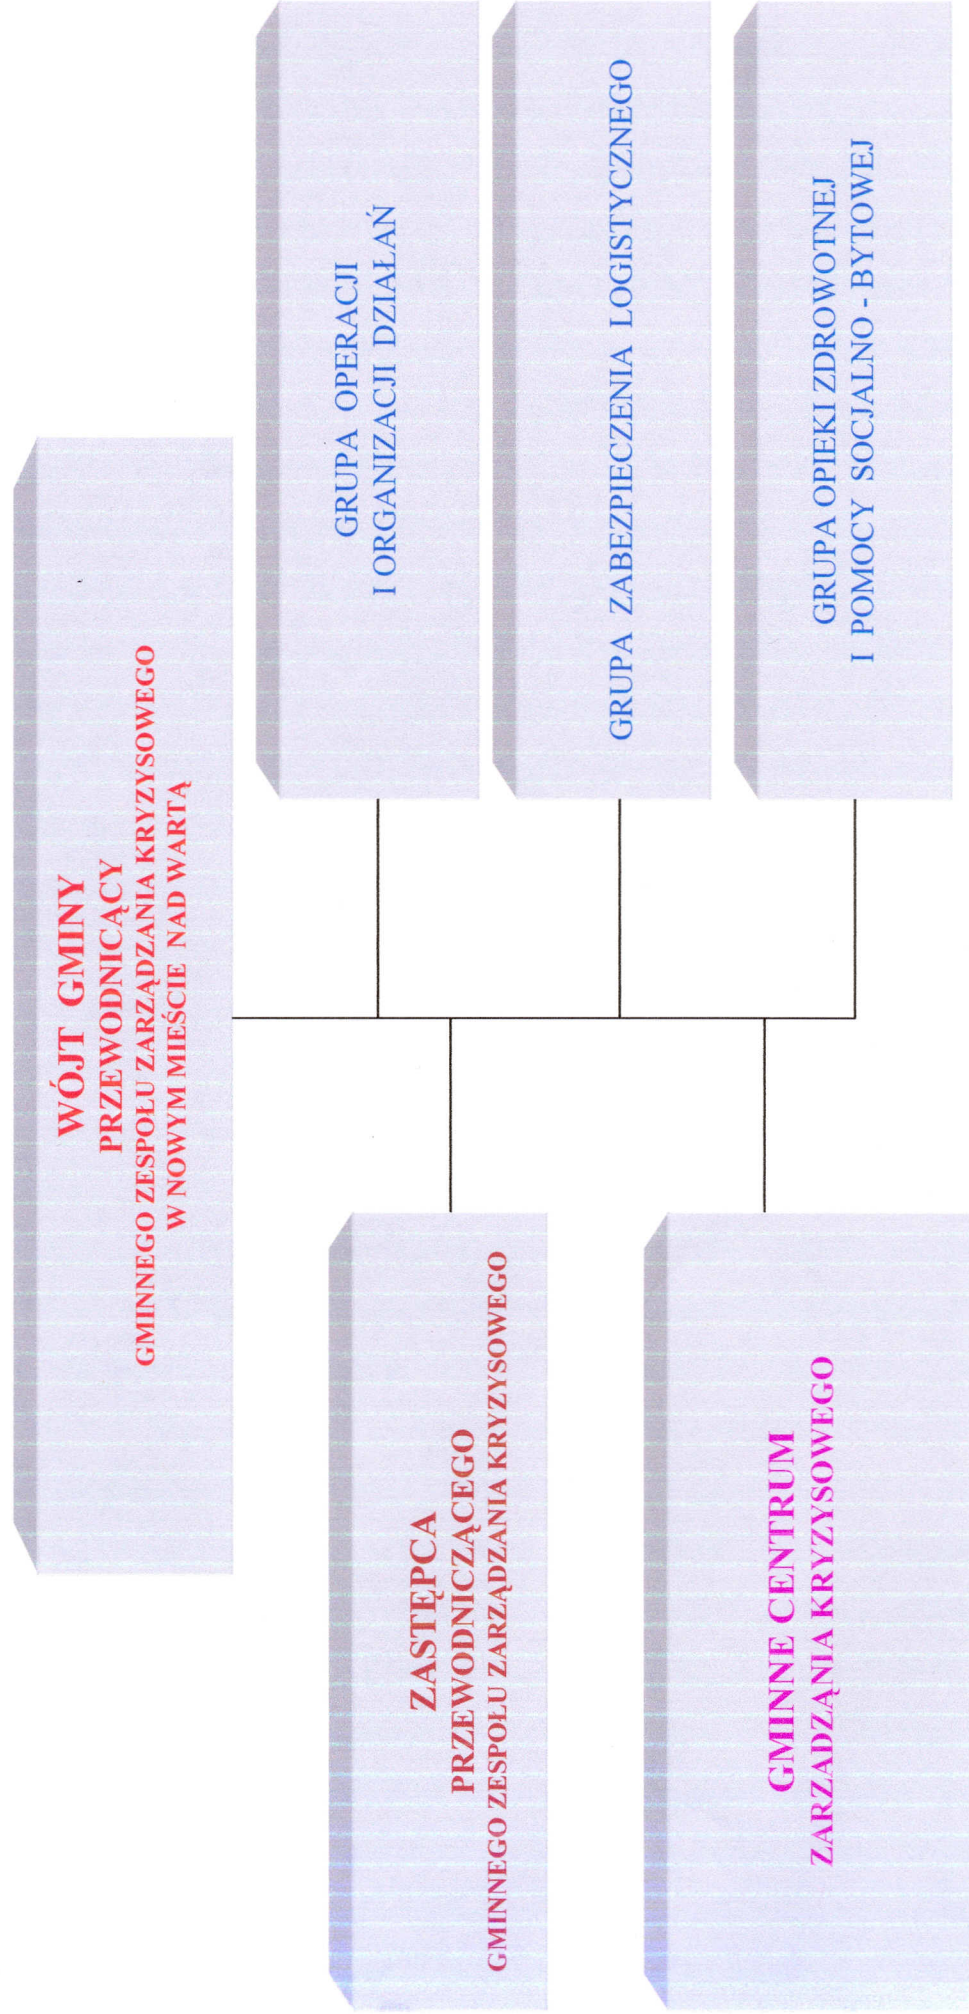 WÓJT GMINY
PRZEWODNICĄCY
GMINNEGO ZESPOŁU ZARZĄDZANIA KRYZYSOWEGO
W NOWYM MIEŚCIE NAD WARTĄ
ZASTĘPCA
PRZEWODNICZĄCEGO
GMINNEGO ZESPOŁU ZARZĄDZANIA KRYZYSOWEGO
GMINNE CENTRUM
ZARZĄDZĄNIA KRYZYSOWEGO
GRUPA OPERACJI
I ORGANIZACJI DZIAŁAŃ
GRUPA ZABEZPIECZENIA LOGISTYCZNEGO
GRUPA OPIEKI ZDROWOTNEJ
I POMOCY SOCJALNO - BYTOWEJ